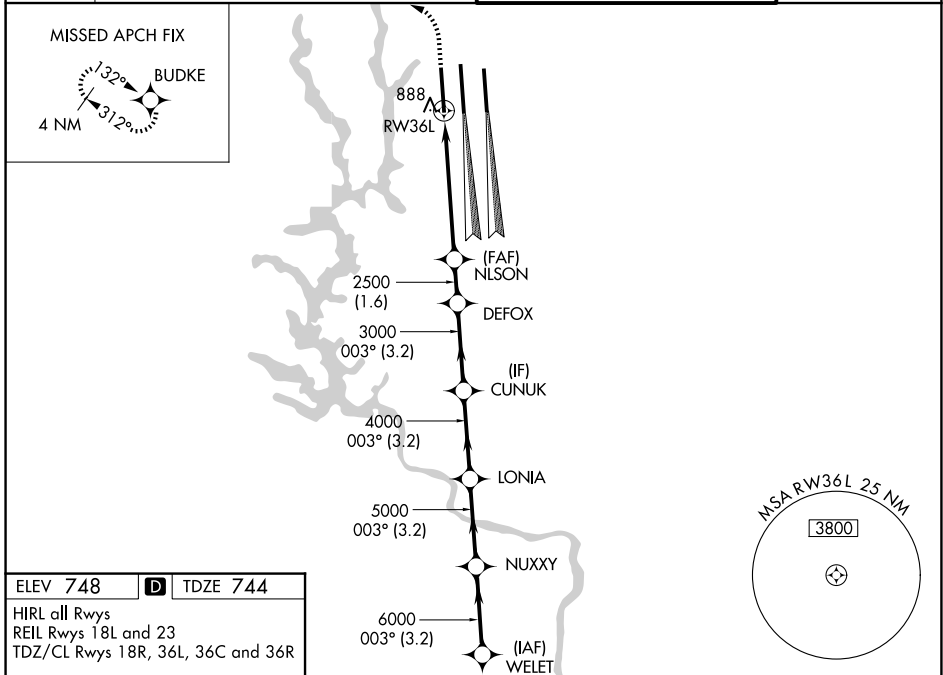 MISSED APCH FIX
BUDKE
132°
312°
4 NM
888
RW36L
(FAF)
NLSON
2500
(1.6)
DEFOX
3000
003° (3.2)
(IF)
CUNUK
4000
003° (3.2)
LONIA
5000
003° (3.2)
NUXXY
6000
003° (3.2)
(IAF)
WELET
MSA RW36L 25 NM
3800
ELEV 748 D TDZE 744
HIRL all Rwys
REIL Rwys 18L and 23
TDZ/CL Rwys 18R, 36L, 36C and 36R